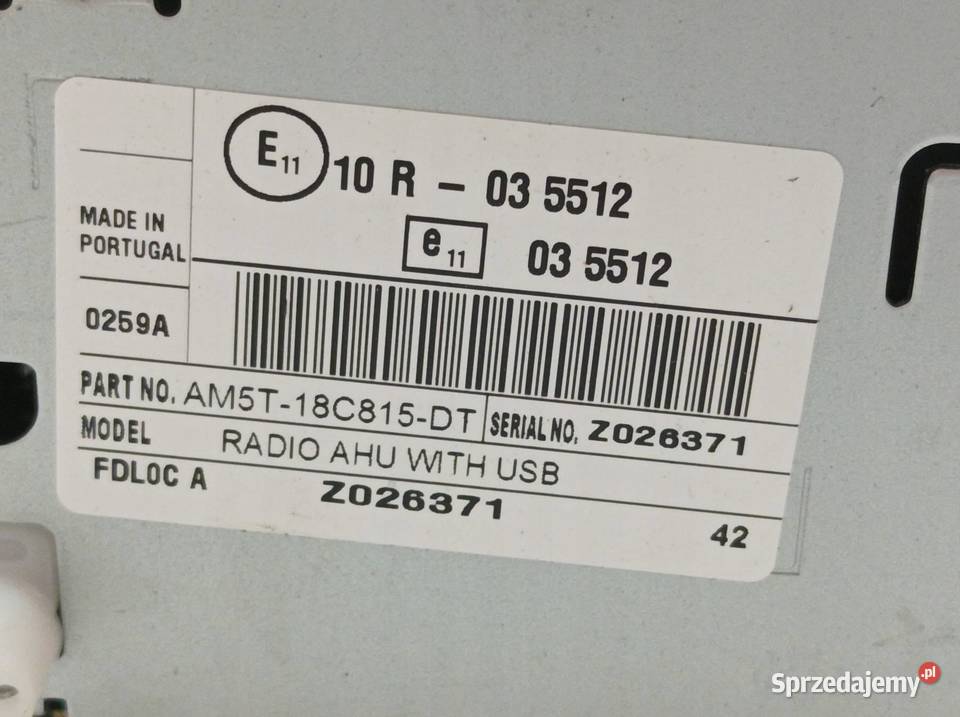 E11 10 R - 03 5512
e11 03 5512
MADE IN
PORTUGAL
0259A
PART NO. AM5T-18C815-DT SERIAL NO. Z026371
MODEL RADIO AHU WITH USB
FDLOC A Z026371
42
Sprzedajemy.pl